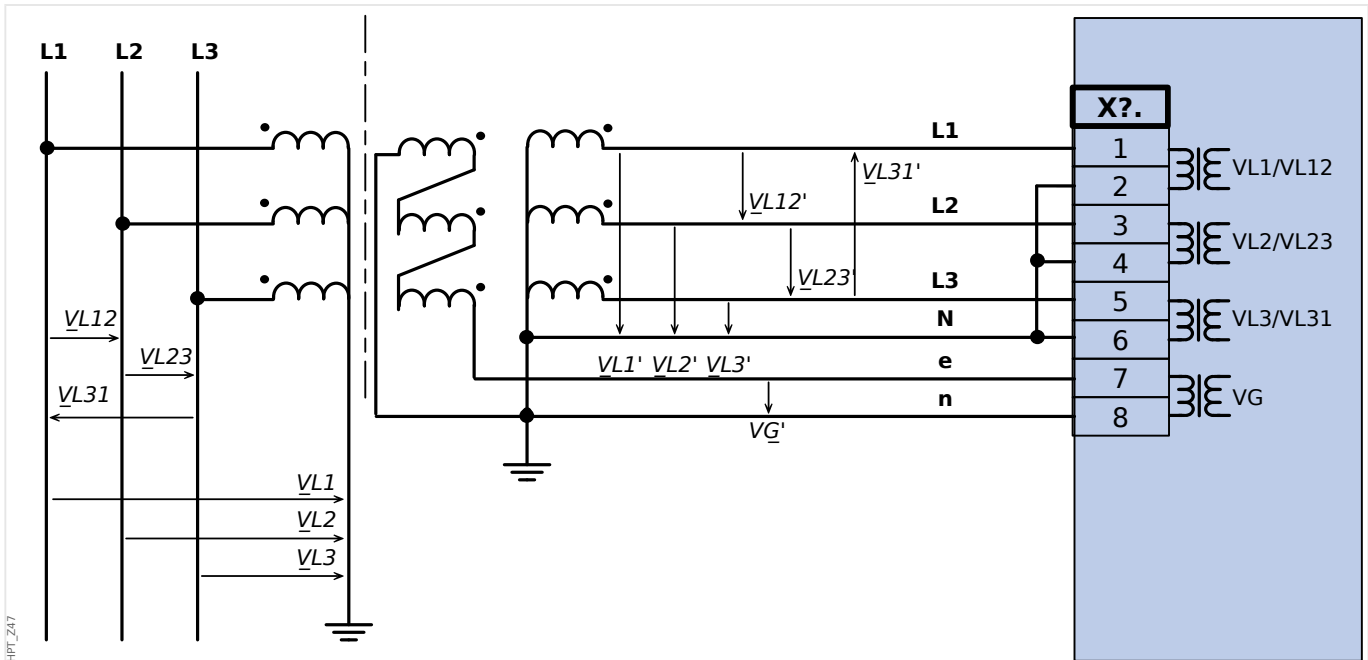 L1 L2 L3
X?.
L1
1
VL31'
VL1/VL12
2
VL12'
L2
3
VL2/VL23
4
VL23'
L3
5
VL12
N
VL3/VL31
6
VL23
VL1' VL2' VL3'
e
7
VL31
n
VG
8
VG'
VL1
VL2
VL3
HPT_Z47